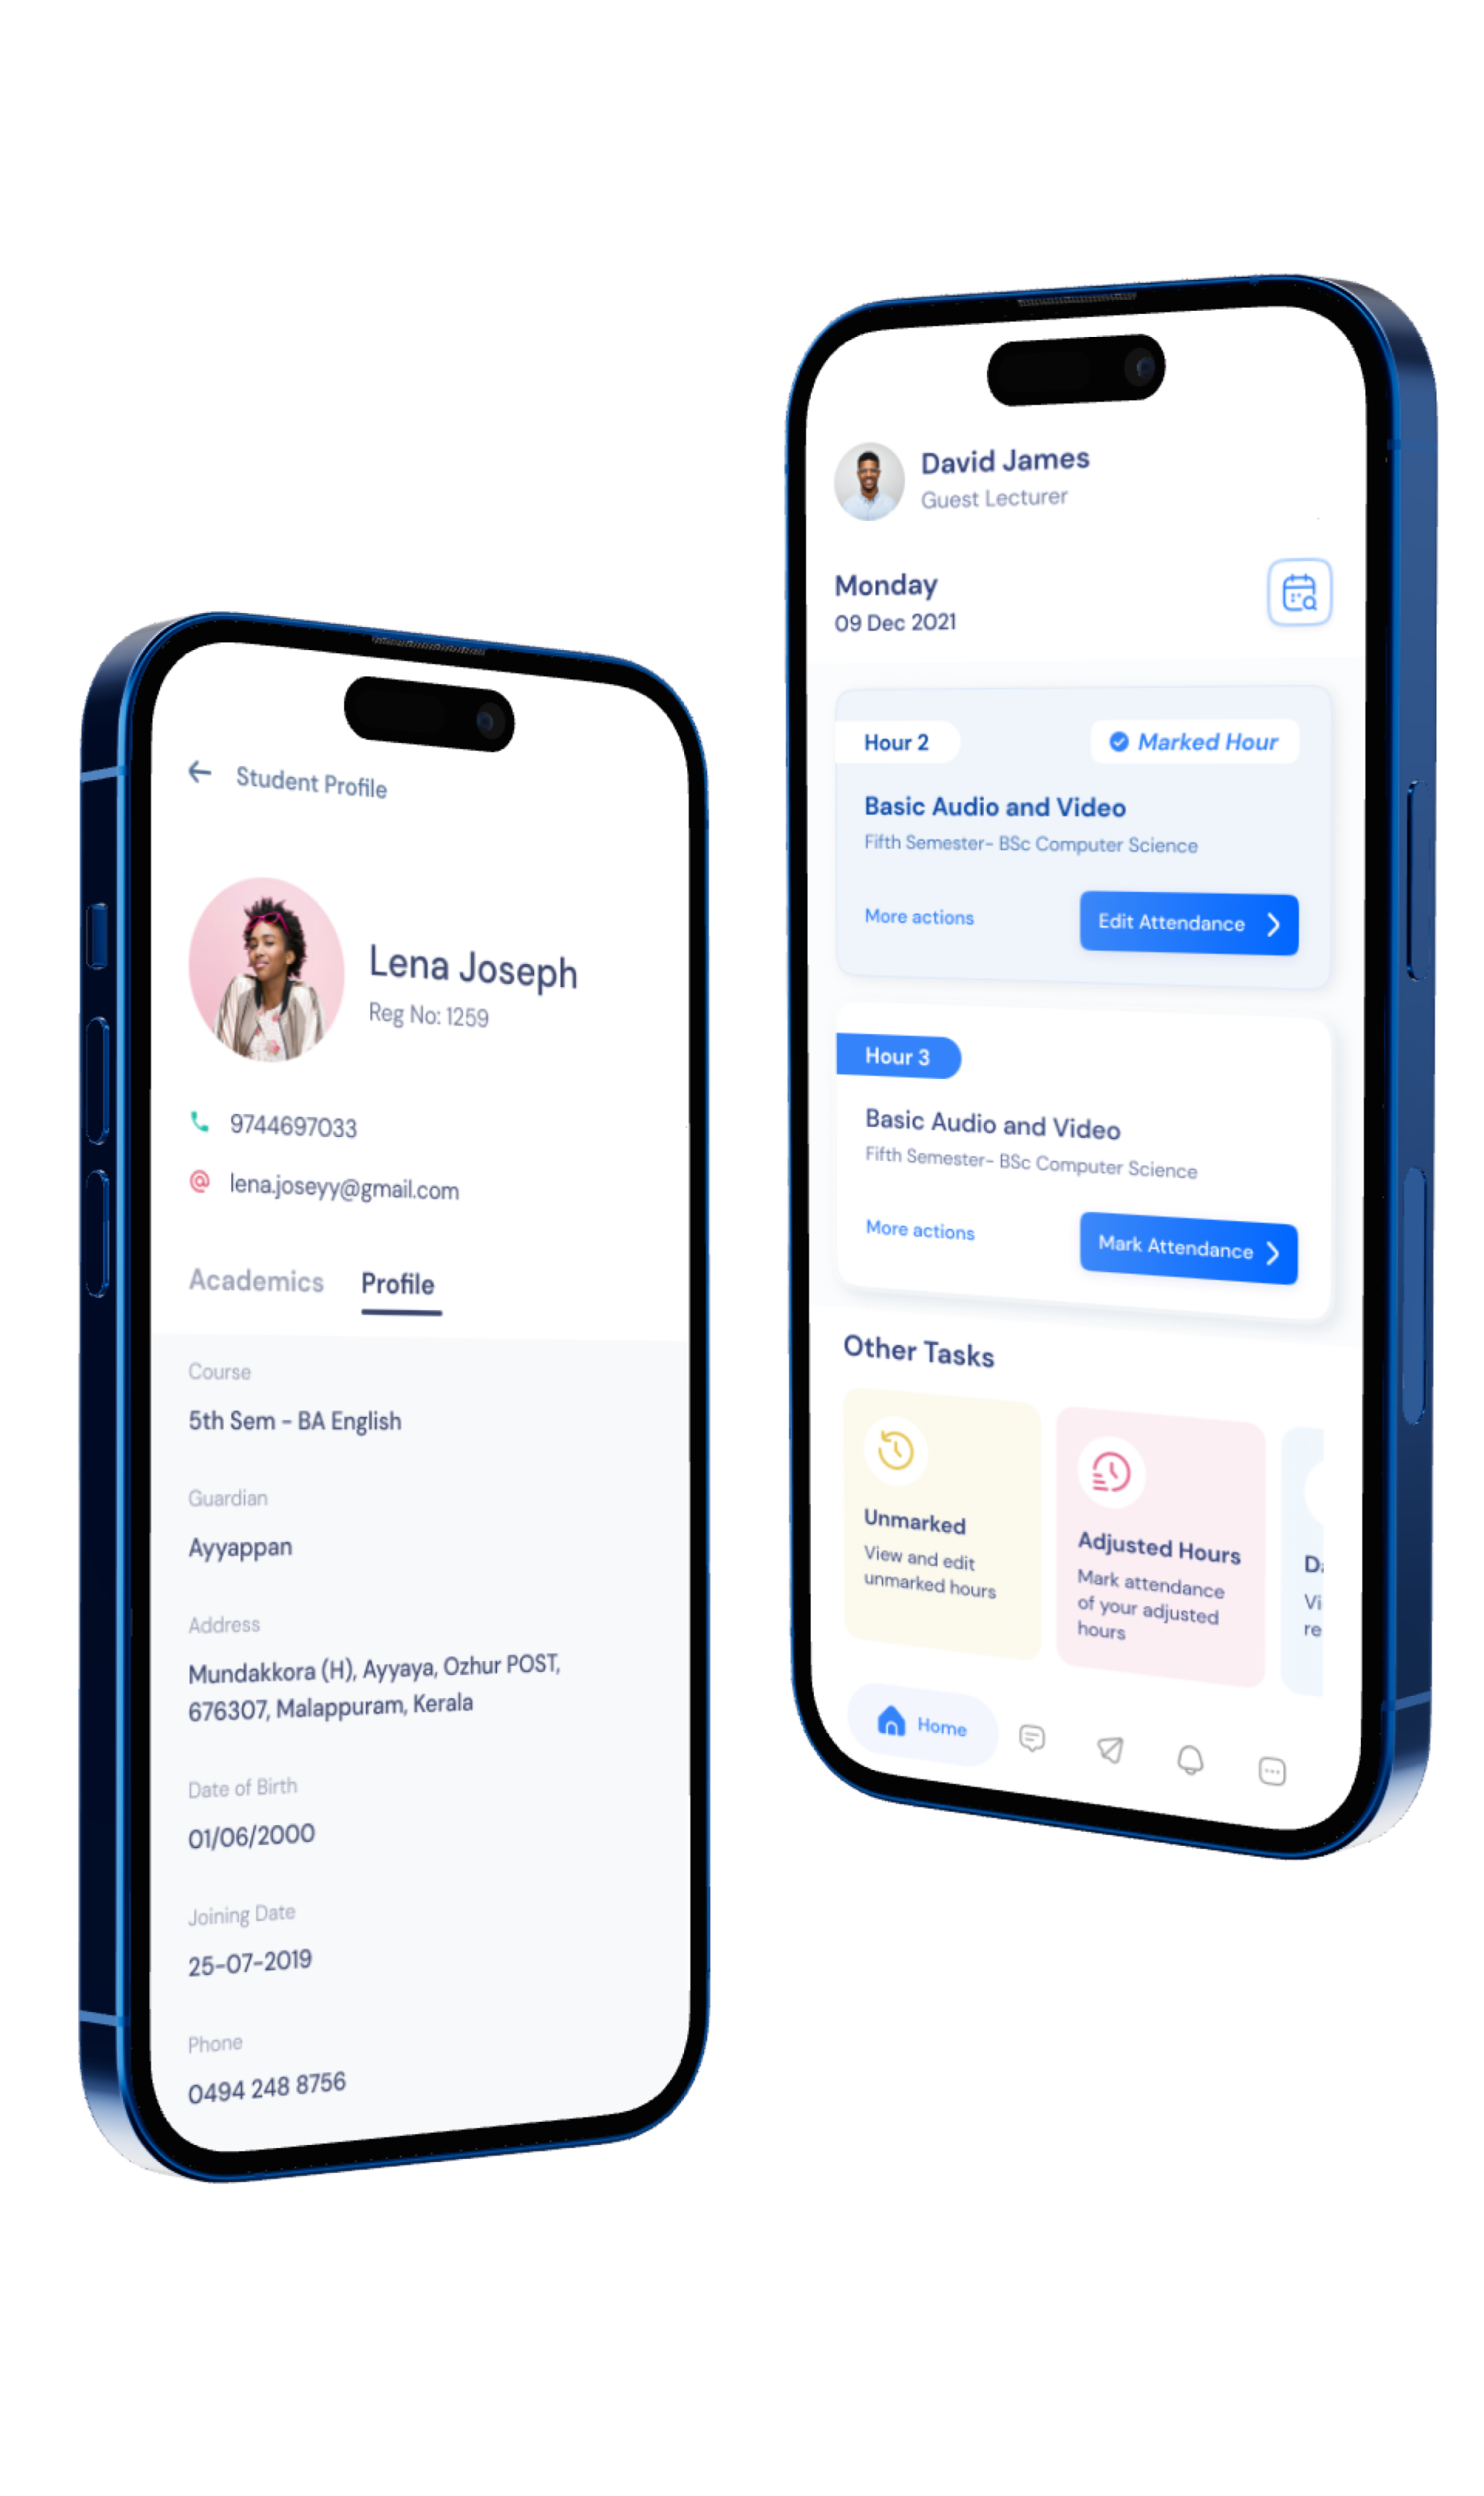 Student Profile
Lena Joseph
Reg No: 1259
9744697033
lena.joseyy@gmail.com
Academics Profile
Course
5th Sem - BA English
Guardian
Ayyappan
Address
Mundakkora (H), Ayyaya, Ozhur POST,
676307, Malappuram, Kerala
Date of Birth
01/06/2000
Joining Date
25-07-2019
Phone
0494 248 8756
David James
Guest Lecturer
Monday
09 Dec 2021
Hour 2 Marked Hour
Basic Audio and Video
Fifth Semester- BSc Computer Science
More actions Edit Attendance
Hour 3
Basic Audio and Video
Fifth Semester- BSc Computer Science
More actions Mark Attendance
Other Tasks
Unmarked
View and edit
unmarked hours
Adjusted Hours
Mark attendance
of your adjusted
hours
Vi
re
Home